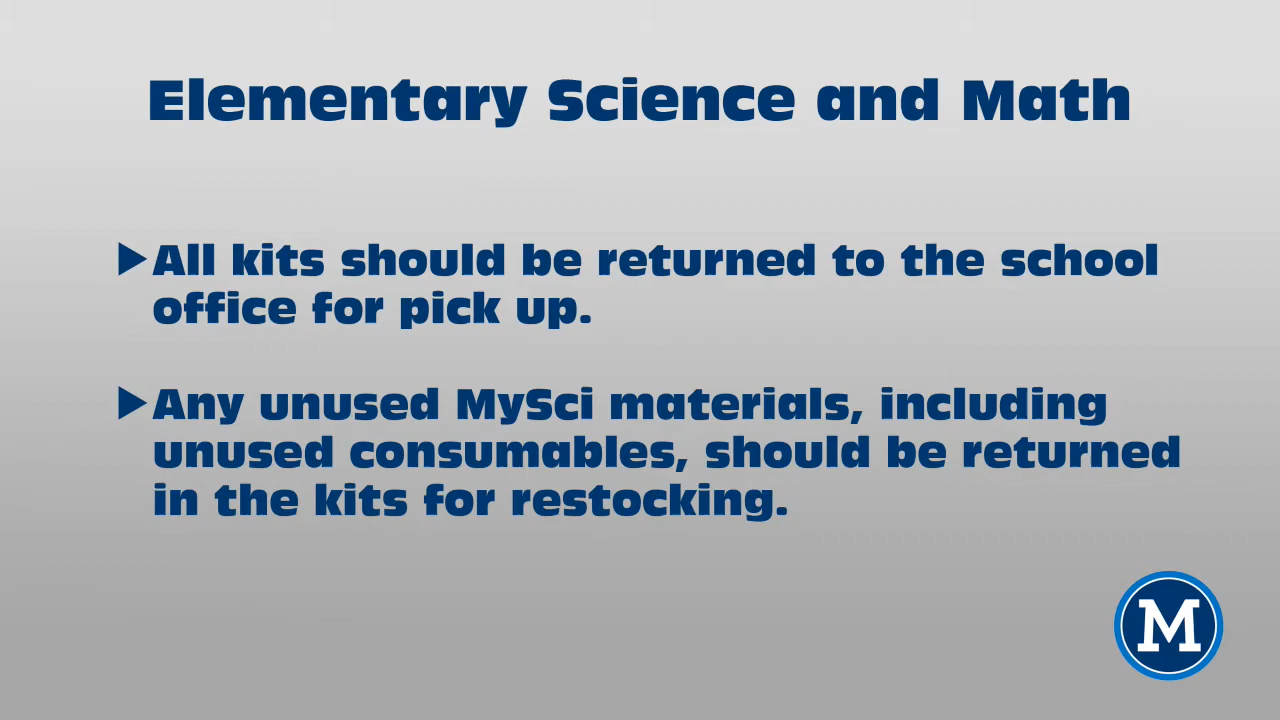 Elementary Science and Math
▶All kits should be returned to the school
office for pick up.
▶Any unused MySci materials, including
unused consumables, should be returned
in the kits for restocking.
M